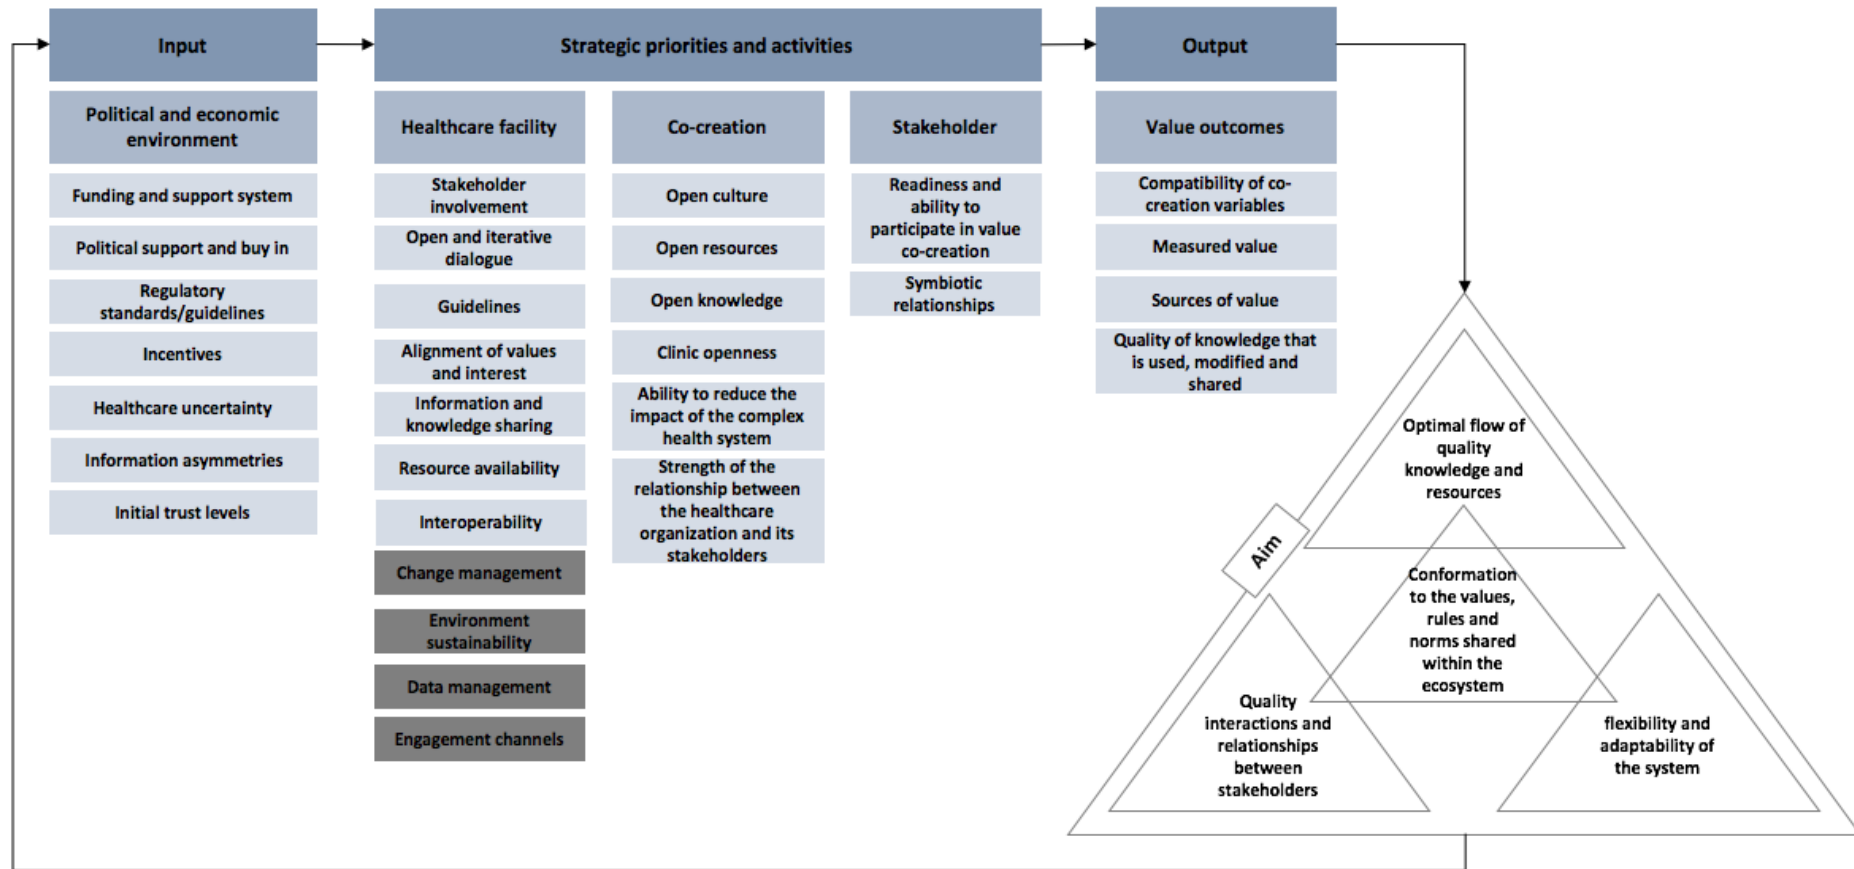 Input
Strategic priorities and activities
Output
Political and economic
environment
Healthcare facility
Co-creation
Stakeholder
Value outcomes
Funding and support system
Political support and buy in
Regulatory
standards/guidelines
Incentives
Healthcare uncertainty
Information asymmetries
Initial trust levels
Stakeholder
involvement
Open and iterative
dialogue
Guidelines
Alignment of values
and interest
Information and
knowledge sharing
Resource availability
Interoperability
Change management
Environment
sustainability
Data management
Engagement channels
Open culture
Open resources
Open knowledge
Clinic openness
Ability to reduce the
impact of the complex
health system
Strength of the
relationship between
the healthcare
organization and its
stakeholders
Readiness and
ability to
participate in value
co-creation
Symbiotic
relationships
Compatibility of co-
creation variables
Measured value
Sources of value
Quality of knowledge that
is used, modified and
shared
Aim
Optimal flow of
quality
knowledge and
resources
Conformation
to the values,
rules and
norms shared
within the
ecosystem
Quality
interactions and
relationships
between
stakeholders
flexibility and
adaptability of
the system